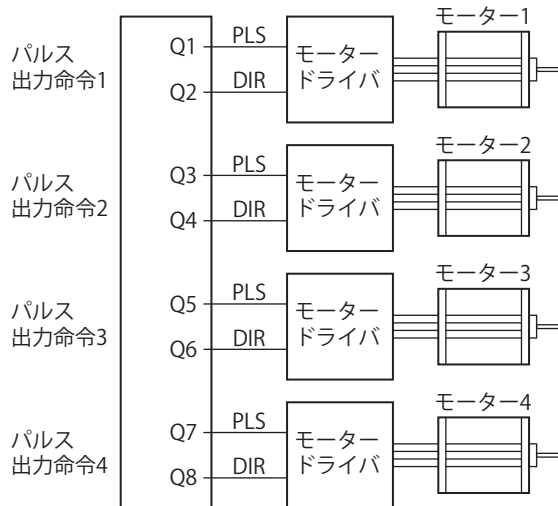 パルス
出力命令1
Q1
PLS
Q2
DIR
モーター
ドライバ
モーター1
パルス
出力命令2
Q3
PLS
Q4
DIR
モーター
ドライバ
モーター2
パルス
出力命令3
Q5
PLS
Q6
DIR
モーター
ドライバ
モーター3
パルス
出力命令4
Q7
PLS
Q8
DIR
モーター
ドライバ
モーター4